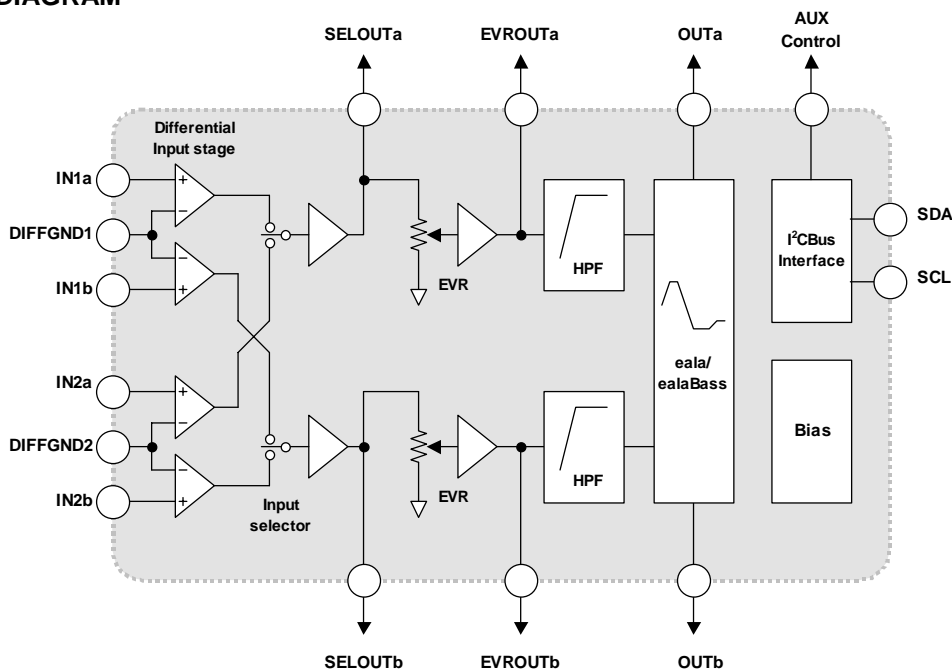 DIAGRAM
SELOUTa
EVROUTa
OUTa
AUX
Control
Differential
Input stage
IN1a
+
−
DIFFGND1
−
IN1b
+
EVR
HPF
I²CBus
Interface
SDA
SCL
eala/
ealaBass
IN2a
+
−
DIFFGND2
−
IN2b
+
Input
selector
EVR
HPF
Bias
SELOUTb
EVROUTb
OUTb